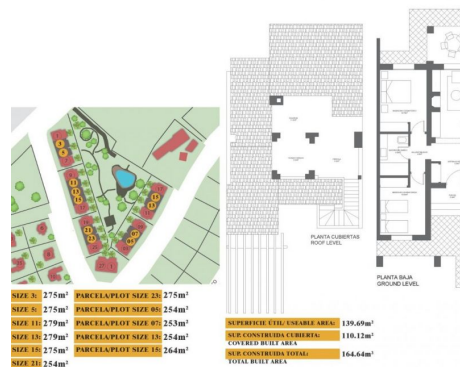 PLANTA CUBIERTAS
ROOF LEVEL
PLANTA BAJA
GROUND LEVEL
SIZE 3: 275m² PARCELA/PLOT SIZE 23: 275m²
SIZE 5: 275m² PARCELA/PLOT SIZE 05: 254m²
SIZE 11: 279m² PARCELA/PLOT SIZE 07: 253m²
SIZE 13: 279m² PARCELA/PLOT SIZE 13: 254m²
SIZE 15: 275m² PARCELA/PLOT SIZE 15: 264m²
SIZE 21: 254m²
SUPERFICIE ÚTIL/ USEABLE AREA: 139.69m²
SUP. CONSTRUIDA CUBIERTA: 110.12m²
COVERED BUILT AREA
SUP. CONSTRUIDA TOTAL: 164.64m²
TOTAL BUILT AREA